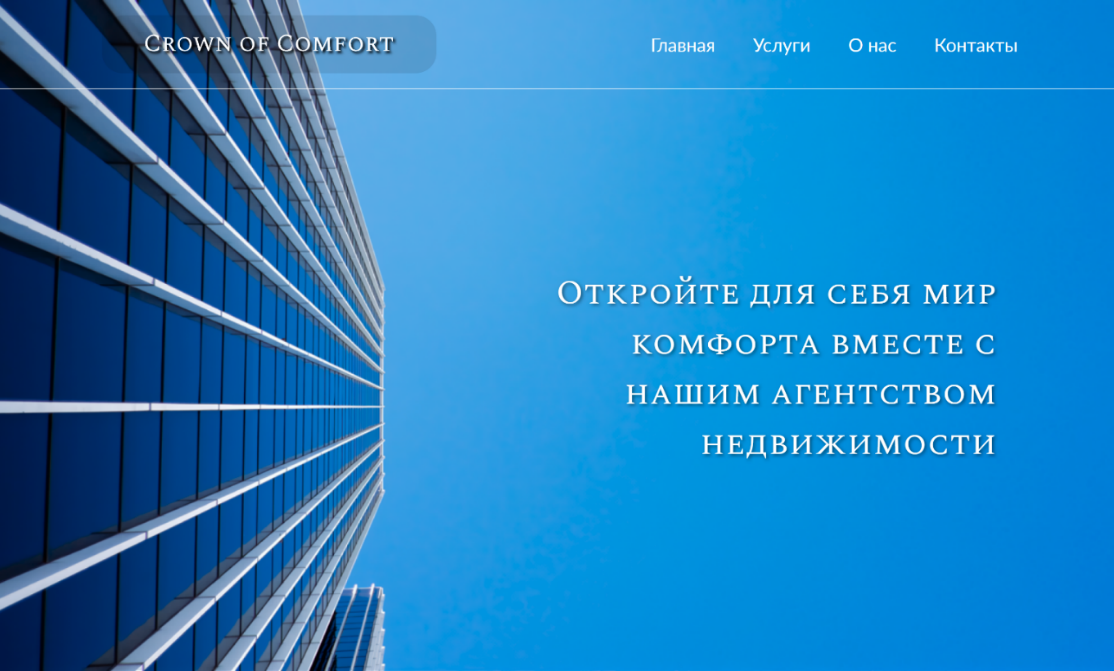 Crown of Comfort
Главная Услуги О нас Контакты
Откройте для себя мир
комфорта вместе с
нашим агентством
недвижимости